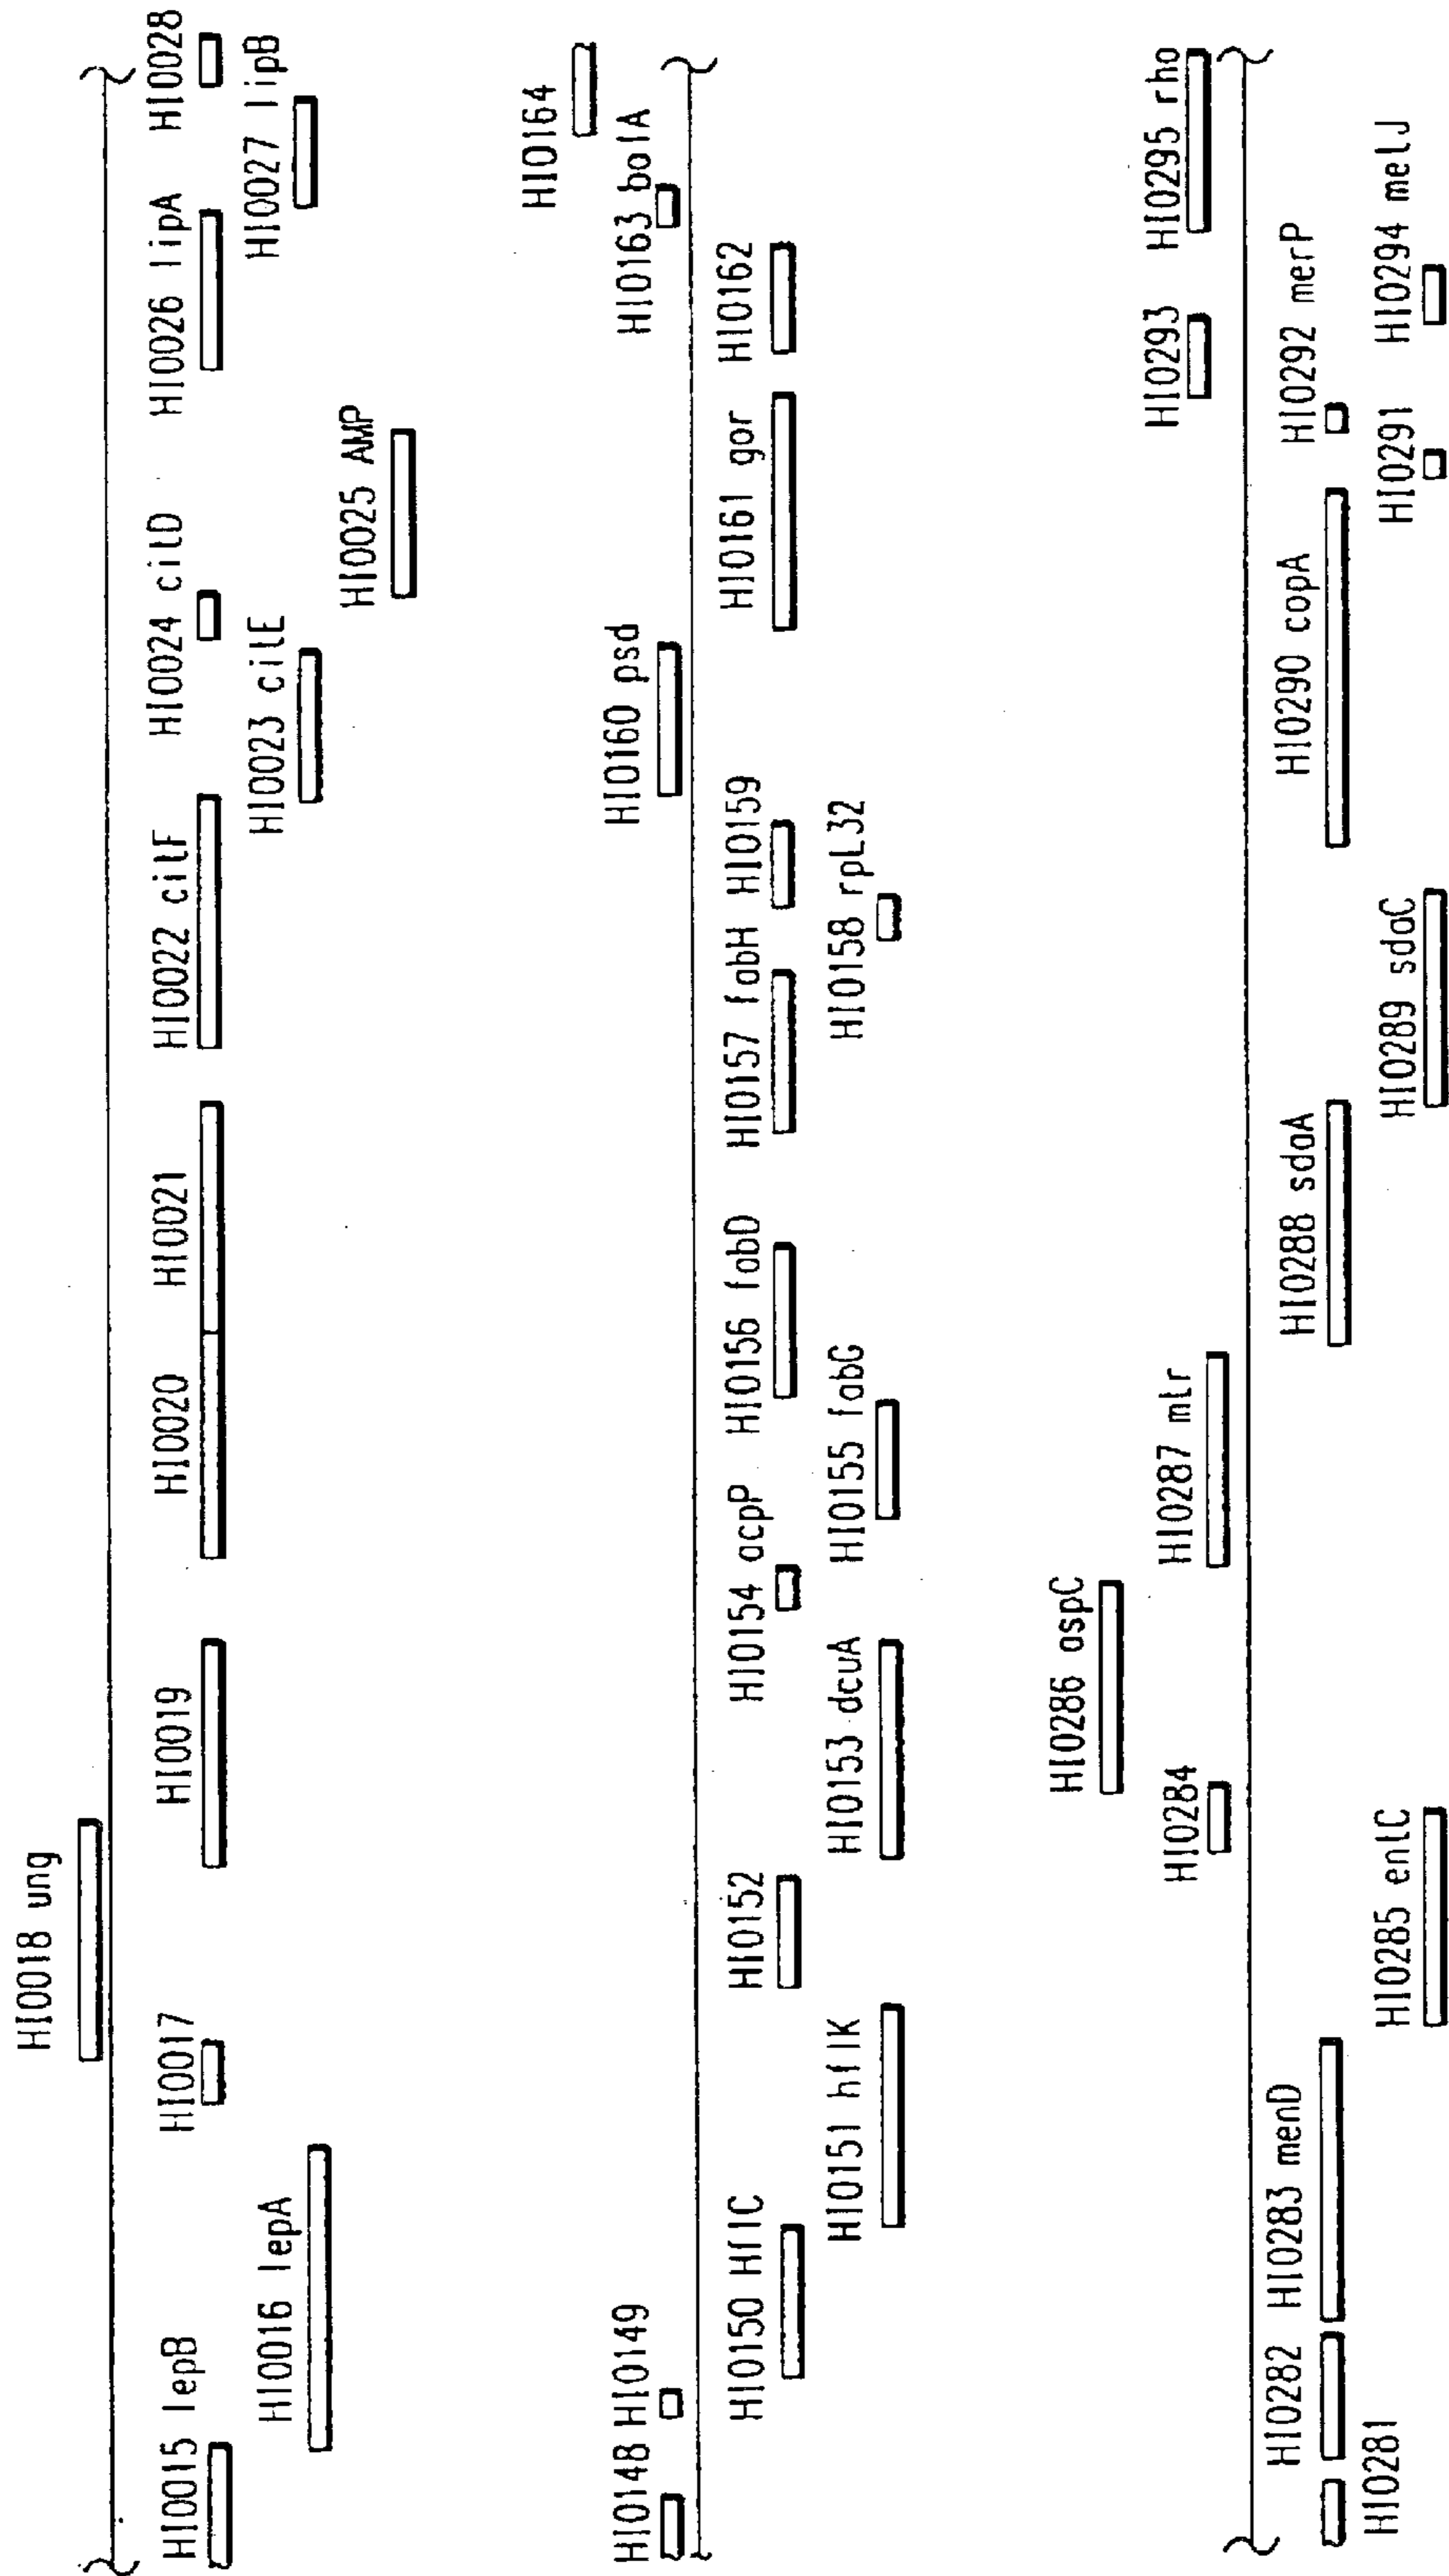 HI0018 ung
HI0015 lepB
HI0017
HI0019
HI0020
HI0021
HI0022 citF
HI0024 citD
HI0026 lipA
HI0028
HI0016 lepA
HI0023 citE
HI0027 lipB
HI0025 AMP
HI0164
HI0148
HI0149
HI0160 psd
HI0163 bolA
HI0150 HflC
HI0152
HI0154 acpP
HI0156 fabD
HI0157 fabH
HI0159
HI0161 gor
HI0162
HI0151 hflK
HI0153 dcuA
HI0155 fabG
HI0158 rpL32
HI0286 aspC
HI0284
HI0287 mtr
HI0293
HI0295 rho
HI0282
HI0283 menD
HI0288 sdaA
HI0290 copA
HI0292 merP
HI0281
HI0285 entC
HI0289 sdaC
HI0291
HI0294 metJ